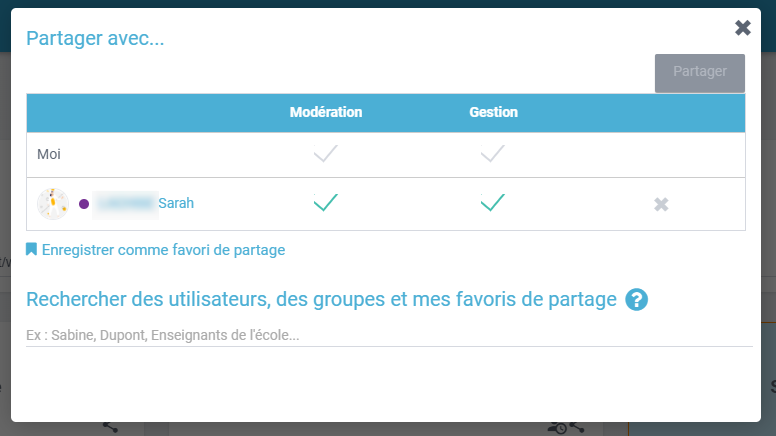 Partager avec...
Partager
Modération Gestion
Moi
Sarah
Enregistrer comme favori de partage
Rechercher des utilisateurs, des groupes et mes favoris de partage ?
Ex : Sabine, Dupont, Enseignants de l'école...